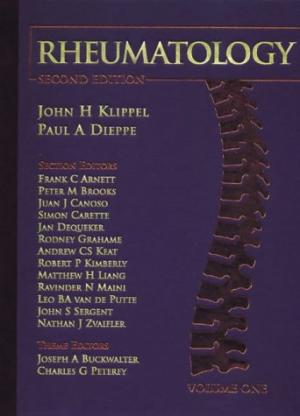 RHEUMATOLOGY
SECOND EDITION
JOHN H KLIPPEL
PAUL A DIEPPE
SECTION EDITORS
FRANK C ARNETT
PETER M BROOKS
JUAN J CANOSO
SIMON CARETTE
JAN DEQUEKER
RODNEY GRAHAME
ANDREW CS KEAT
ROBERT P KIMBERLY
MATTHEW H LIANG
RAVINDER N MAINI
LEO BA VAN DE PUTTE
JOHN S SERGENT
NATHAN J ZVAIFLER
THEME EDITORS
JOSEPH A BUCKWALTER
CHARLES G PETEREY
VOLUME ONE